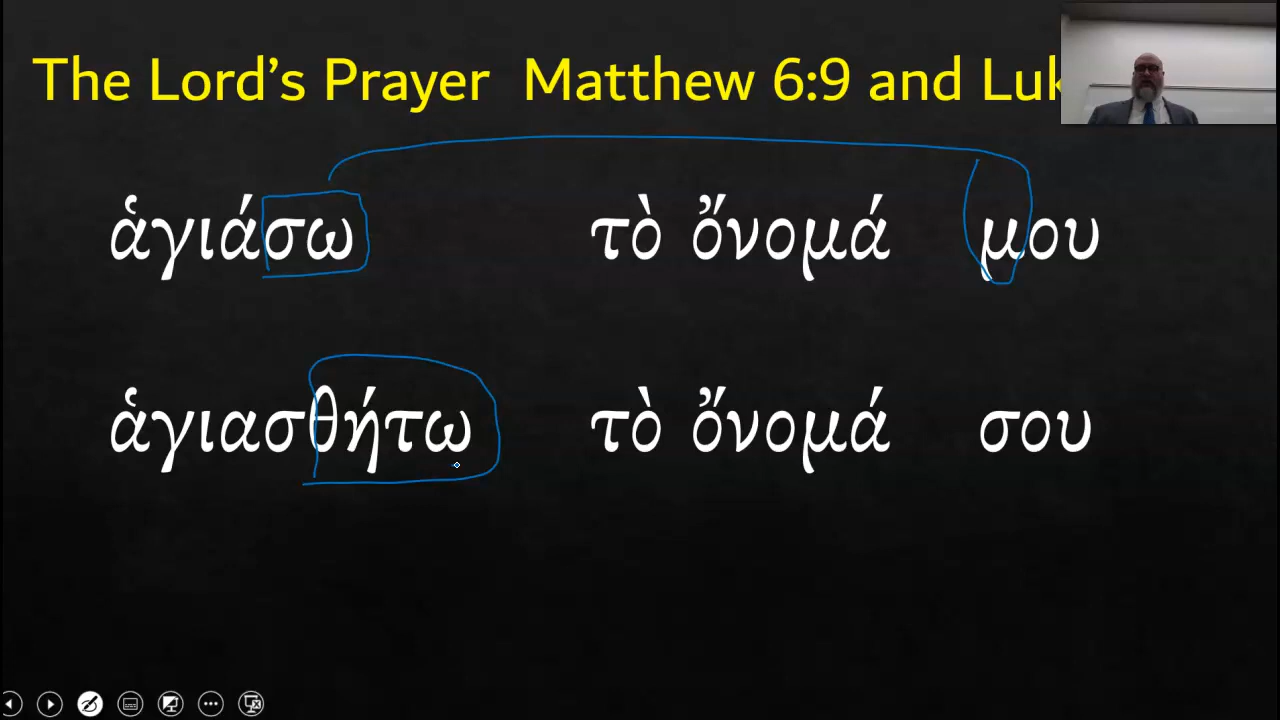 The Lord’s Prayer Matthew 6:9 and Luk
ἁγιάσω τὸ ὄνομά μου
ἁγιασθήτω τὸ ὄνομά σου